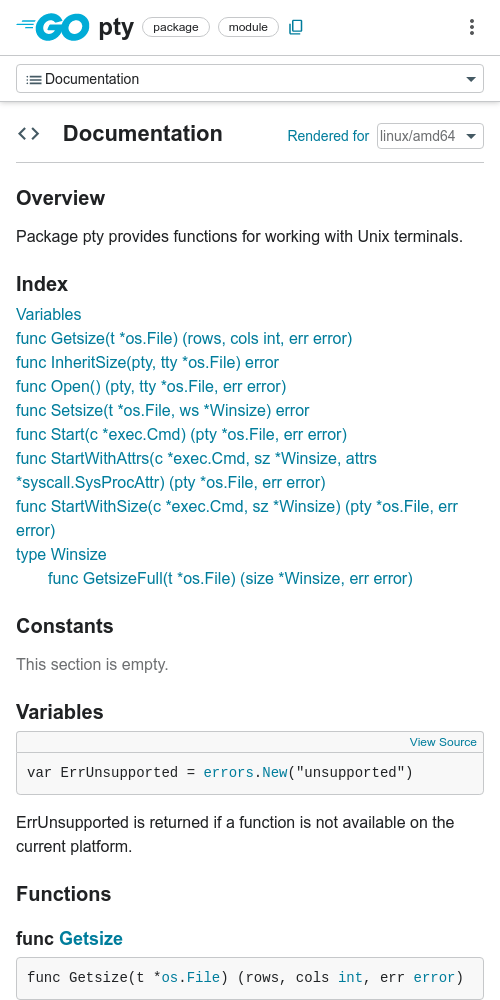 GO pty package module
Documentation
Documentation Rendered for linux/amd64
Overview
Package pty provides functions for working with Unix terminals.
Index
Variables
func Getsize(t *os.File) (rows, cols int, err error)
func InheritSize(pty, tty *os.File) error
func Open() (pty, tty *os.File, err error)
func Setsize(t *os.File, ws *Winsize) error
func Start(c *exec.Cmd) (pty *os.File, err error)
func StartWithAttrs(c *exec.Cmd, sz *Winsize, attrs
*syscall.SysProcAttr) (pty *os.File, err error)
func StartWithSize(c *exec.Cmd, sz *Winsize) (pty *os.File, err
error)
type Winsize
func GetsizeFull(t *os.File) (size *Winsize, err error)
Constants
This section is empty.
Variables
View Source
var ErrUnsupported = errors.New("unsupported")
ErrUnsupported is returned if a function is not available on the
current platform.
Functions
func Getsize
func Getsize(t *os.File) (rows, cols int, err error)